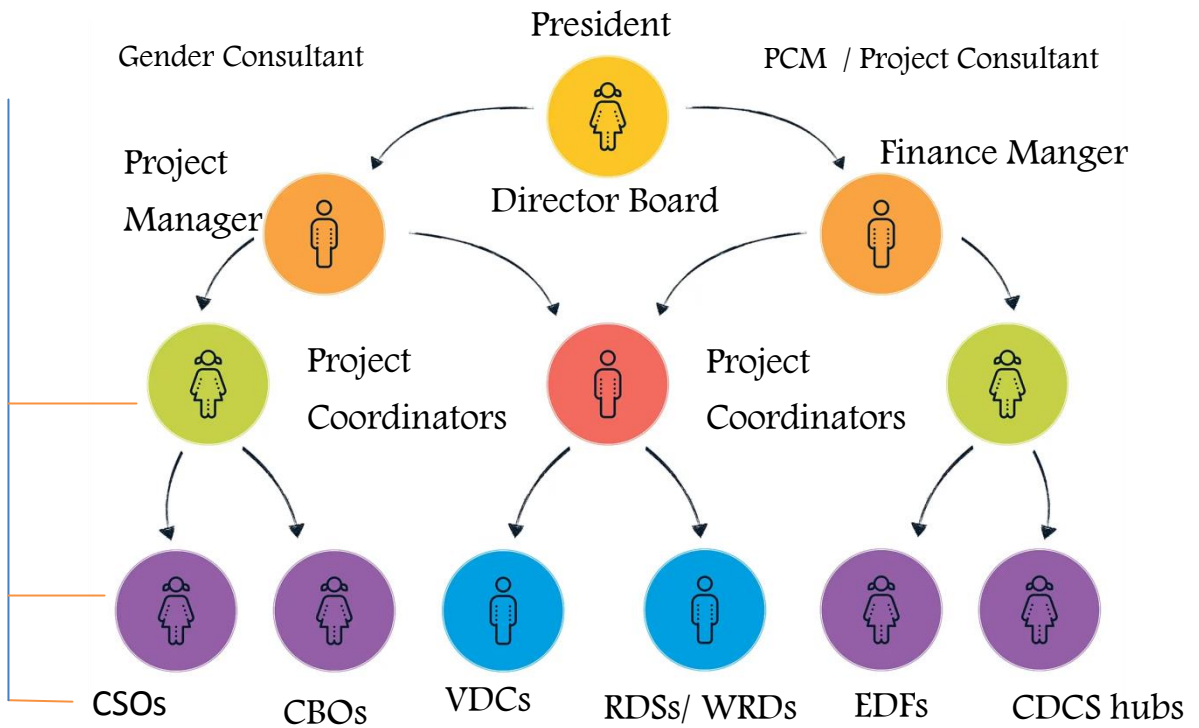 President
Gender Consultant
PCM / Project Consultant
Project
Manager
Director Board
Finance Manger
Project
Coordinators
Project
Coordinators
CSOs
CBOs
VDCs
RDSs/ WRDs
EDFs
CDCS hubs